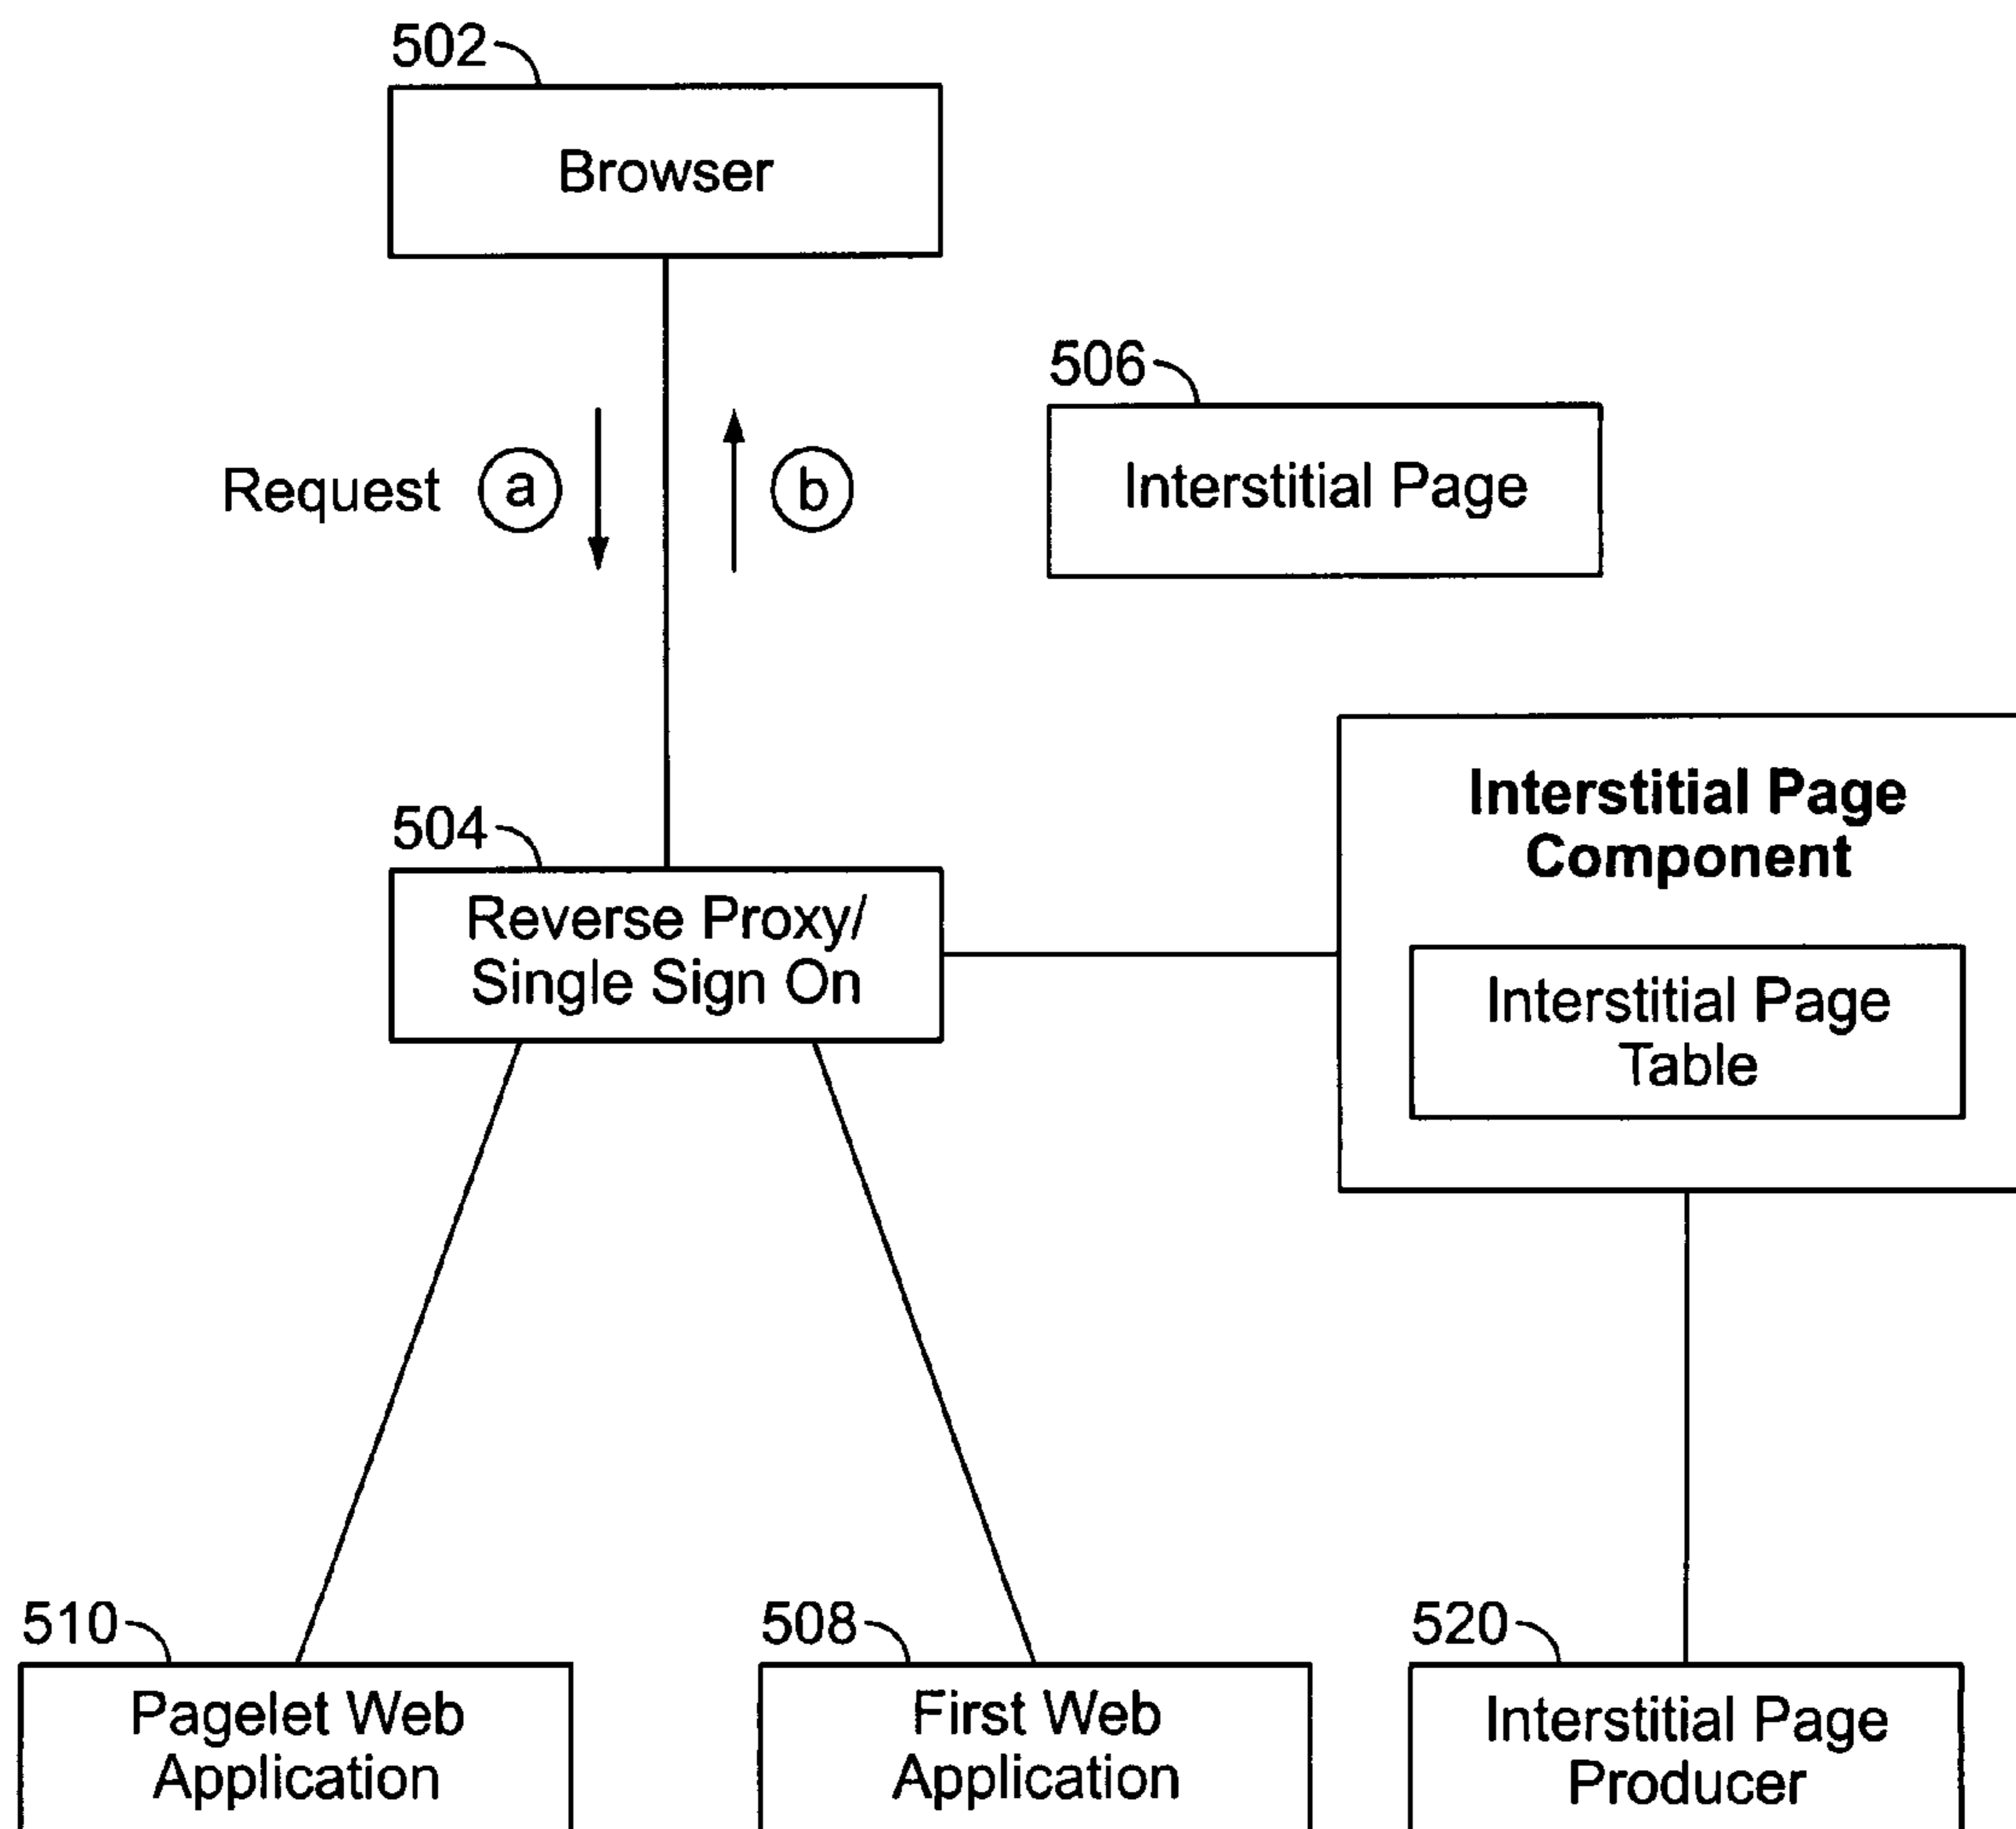 502
Browser
506
Interstitial Page
Request a
b
504
Reverse Proxy/
Single Sign On
Interstitial Page
Component
Interstitial Page
Table
510
Pagelet Web
Application
508
First Web
Application
520
Interstitial Page
Producer